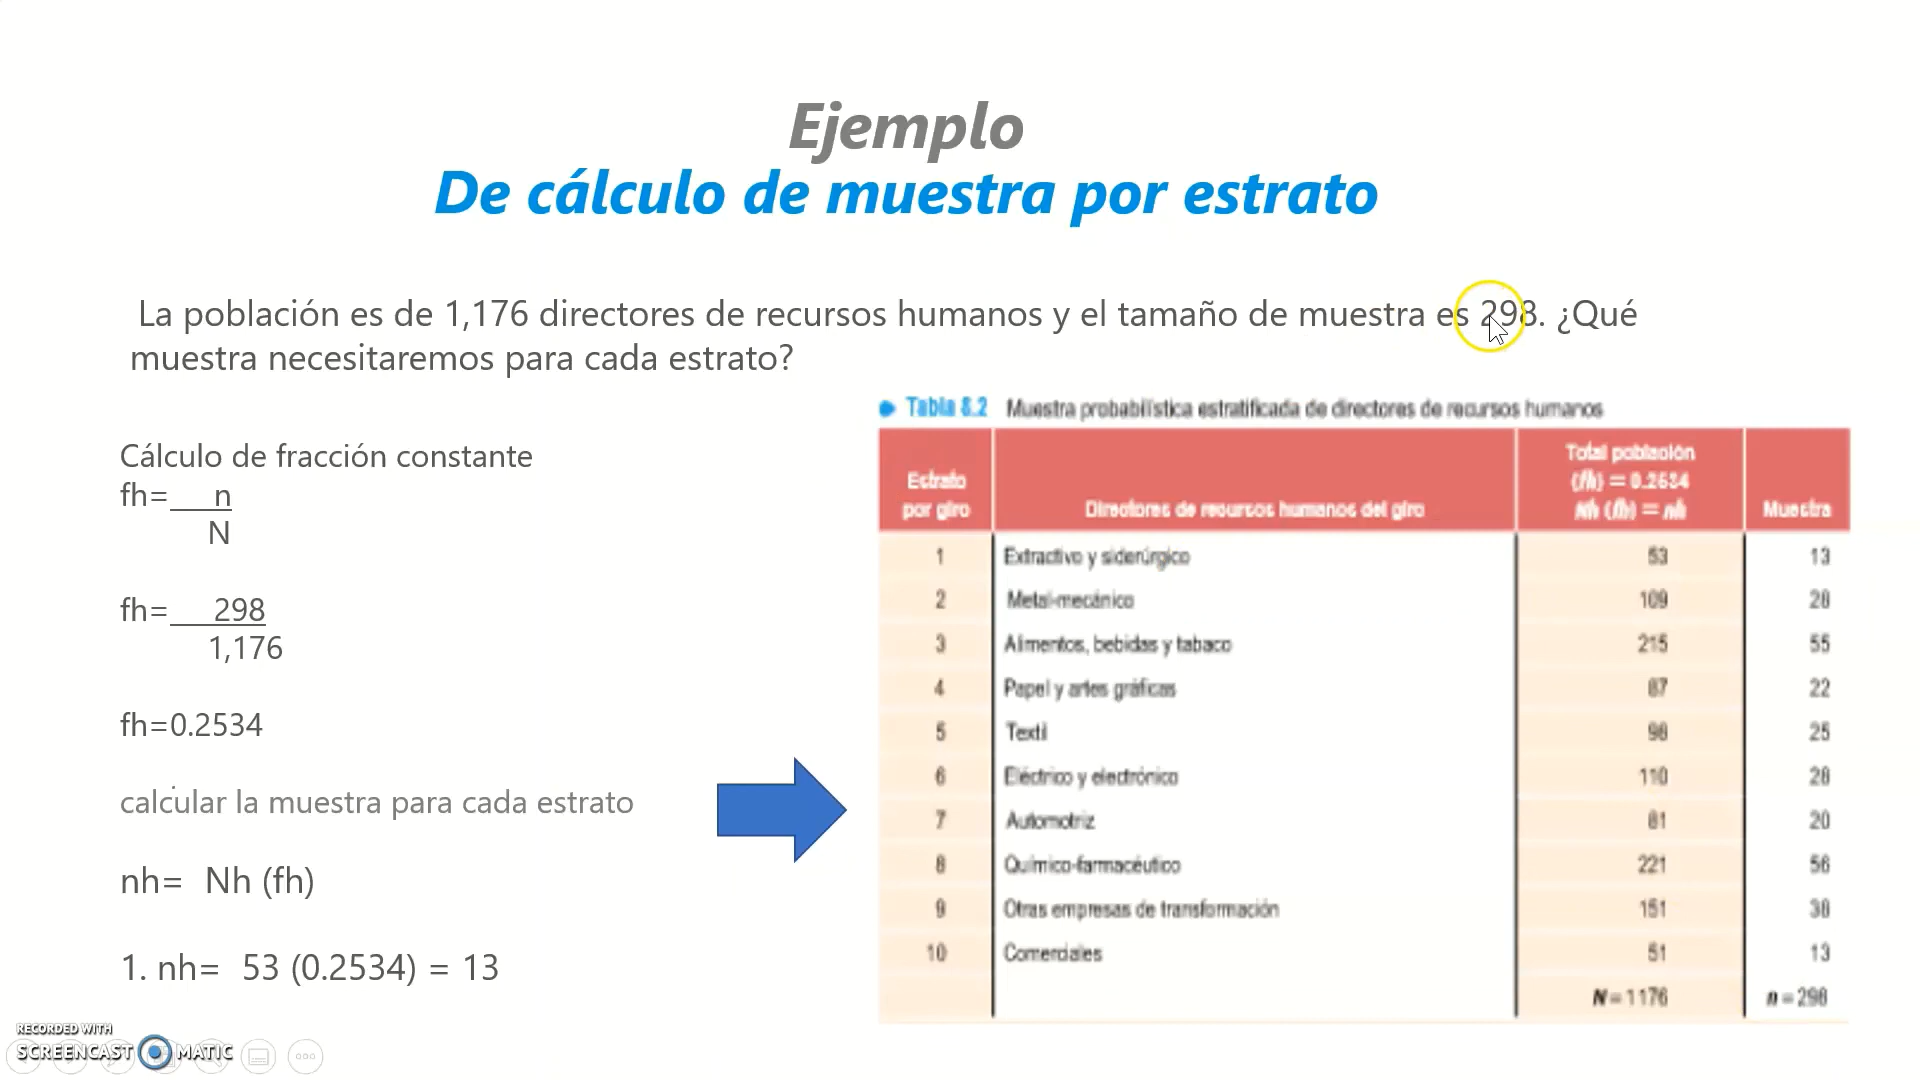 Ejemplo
De cálculo de muestra por estrato
La población es de 1,176 directores de recursos humanos y el tamaño de muestra es 298. ¿Qué
muestra necesitaremos para cada estrato?
Cálculo de fracción constante
fh= n
N
fh= 298
1,176
fh=0.2534
calcular la muestra para cada estrato
nh= Nh (fh)
1. nh= 53 (0.2534) = 13
Tabla 8.2 Muestra probabilística estratificada de directores de recursos humanos
Estrato
por giro
Directores de recursos humanos del giro
Total población
(fh) = 0.2534
Nh (fh) = nh
Muestra
1 Extractivo y siderúrgico 53 13
2 Metal-mecánico 109 28
3 Alimentos, bebidas y tabaco 215 55
4 Papel y artes gráficas 87 22
5 Textil 98 25
6 Eléctrico y electrónico 110 28
7 Automotriz 81 20
8 Químico-farmacéutico 221 56
9 Otras empresas de transformación 151 38
10 Comerciales 51 13
N = 1176 n = 298
RECORDED WITH
SCREENCAST MATIC